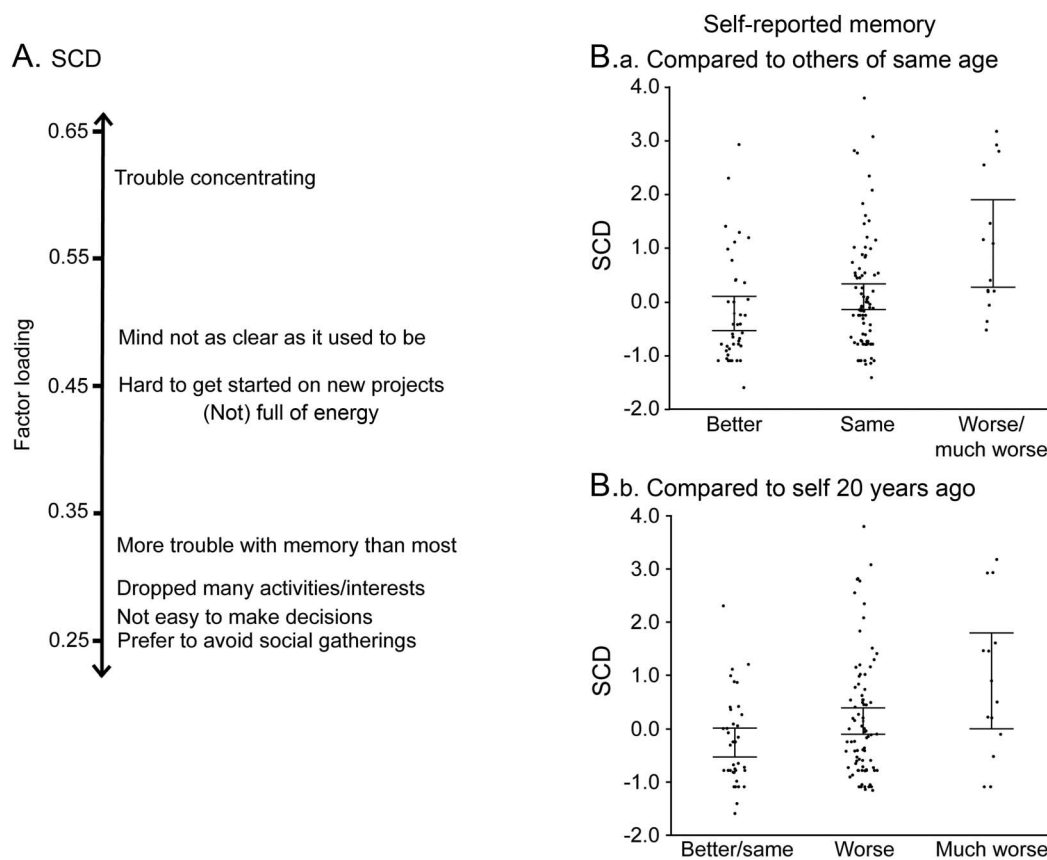 A. SCD
Factor loading
0.65
Trouble concentrating
0.55
Mind not as clear as it used to be
0.45
Hard to get started on new projects
(Not) full of energy
0.35
More trouble with memory than most
Dropped many activities/interests
Not easy to make decisions
0.25
Prefer to avoid social gatherings
Self-reported memory
B.a. Compared to others of same age
SCD
4.0
3.0
2.0
1.0
0.0
-1.0
-2.0
Better
Same
Worse/
much worse
B.b. Compared to self 20 years ago
SCD
4.0
3.0
2.0
1.0
0.0
-1.0
-2.0
Better/same
Worse
Much worse